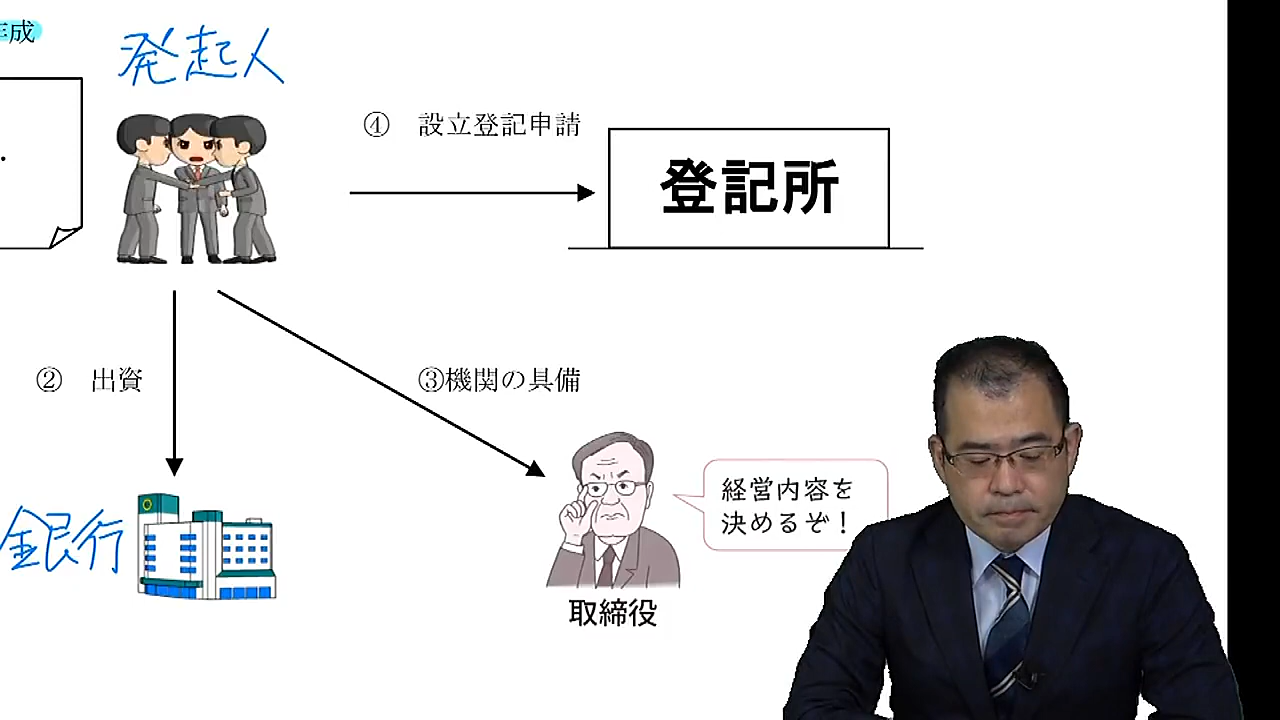 成
発起人
④ 設立登記申請
登記所
② 出資
③機関の具備
経営内容を
決めるぞ！
銀行
取締役